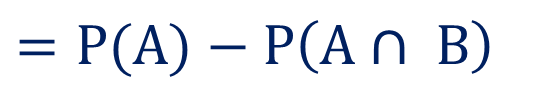 = P(A) − P(A ∩ B)